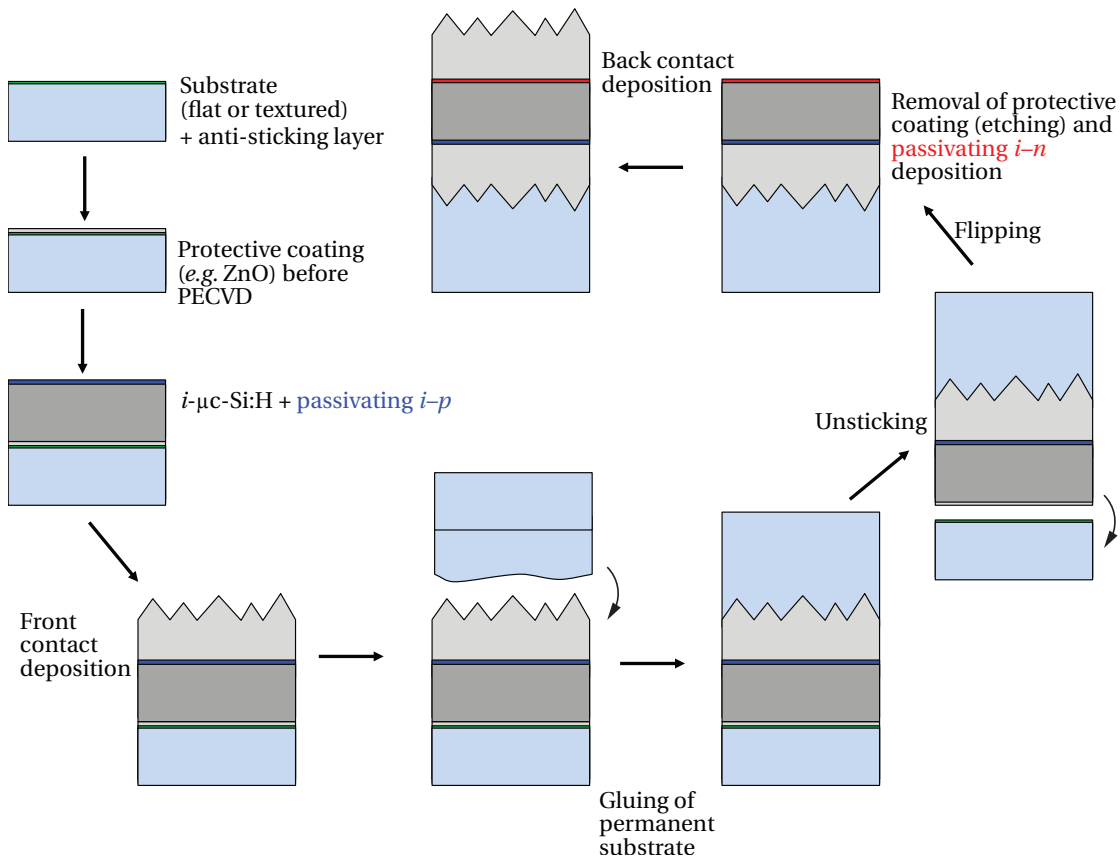 Substrate
(flat or textured)
+ anti-sticking layer
Protective coating
(e.g. ZnO) before
PECVD
i-µc-Si:H + passivating i–p
Front
contact
deposition
Gluing of
permanent
substrate
Unsticking
Flipping
Removal of protective
coating (etching) and
passivating i–n
deposition
Back contact
deposition